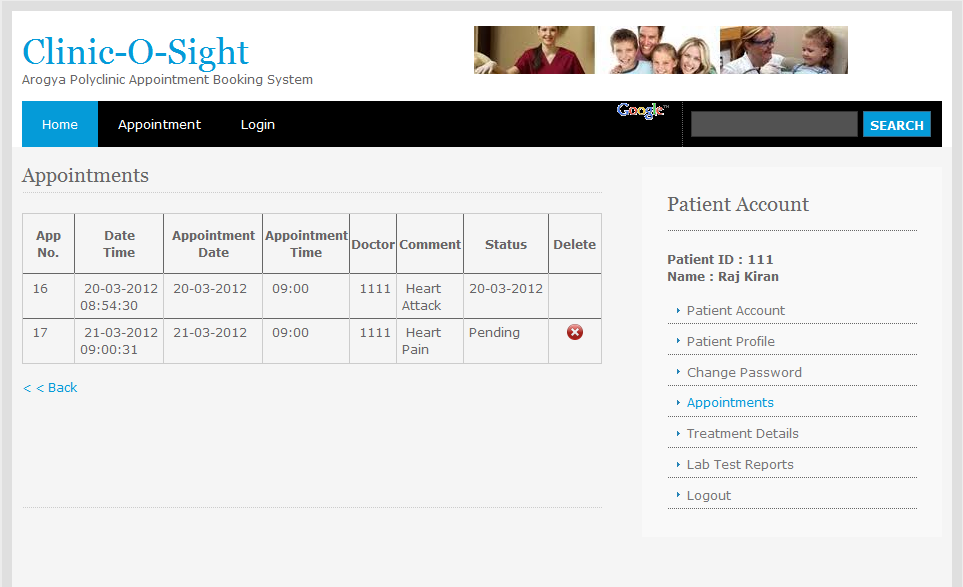 Clinic-O-Sight
Arogya Polyclinic Appointment Booking System
Home Appointment Login
Google™
SEARCH
Appointments
App No. Date Time Appointment Date Appointment Time Doctor Comment Status Delete
16 20-03-2012 08:54:30 20-03-2012 09:00 1111 Heart Attack 20-03-2012
17 21-03-2012 09:00:31 21-03-2012 09:00 1111 Heart Pain Pending
< < Back
Patient Account
Patient ID : 111
Name : Raj Kiran
Patient Account
Patient Profile
Change Password
Appointments
Treatment Details
Lab Test Reports
Logout